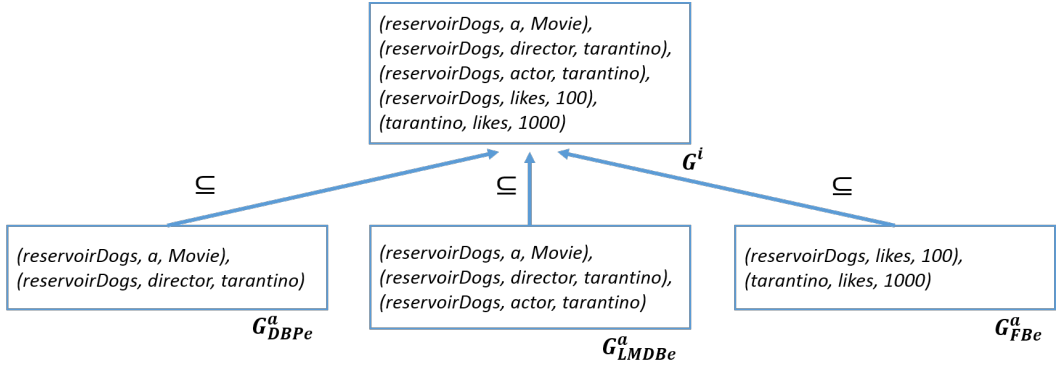 (reservoirDogs, a, Movie),
(reservoirDogs, director, tarantino),
(reservoirDogs, actor, tarantino),
(reservoirDogs, likes, 100),
(tarantino, likes, 1000)
G^i
⊆ ⊆ ⊆
(reservoirDogs, a, Movie),
(reservoirDogs, director, tarantino)
G^a_DBPe
(reservoirDogs, a, Movie),
(reservoirDogs, director, tarantino),
(reservoirDogs, actor, tarantino)
G^a_LMDBe
(reservoirDogs, likes, 100),
(tarantino, likes, 1000)
G^a_FBe